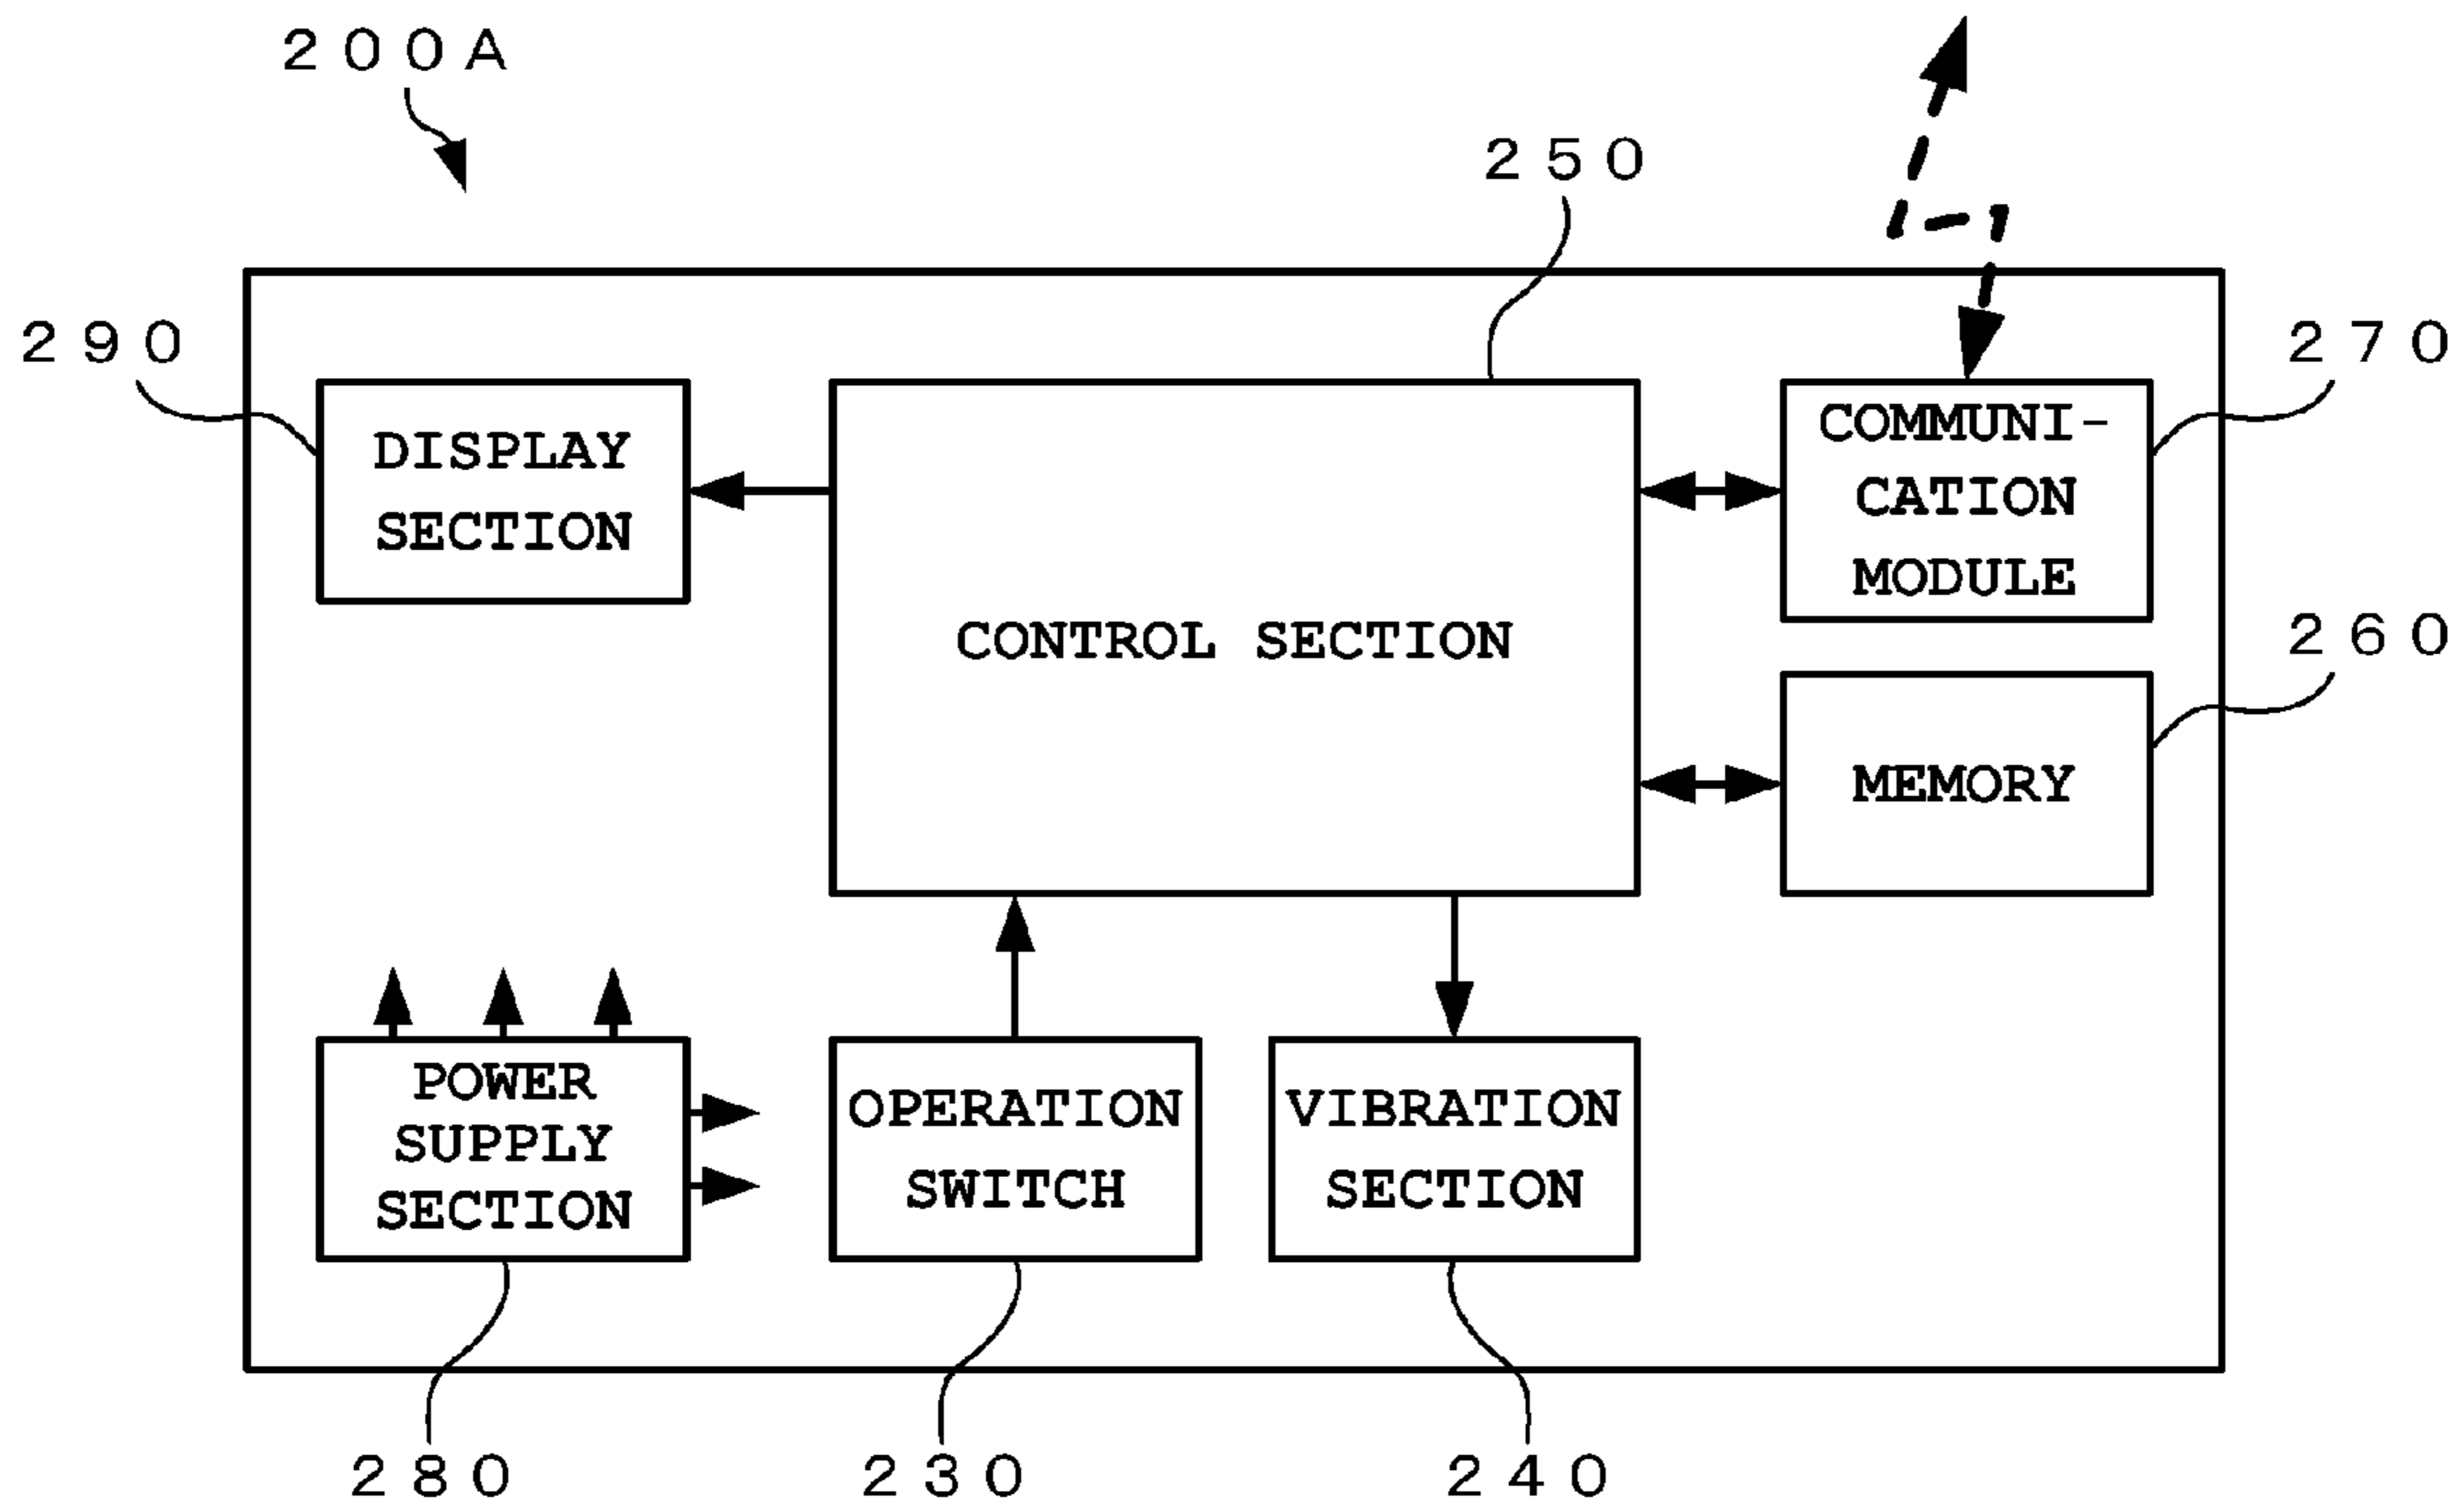 200A
250
290
270
DISPLAY
SECTION
CONTROL SECTION
COMMUNI-
CATION
MODULE
260
MEMORY
POWER
SUPPLY
SECTION
OPERATION
SWITCH
VIBRATION
SECTION
280
230
240